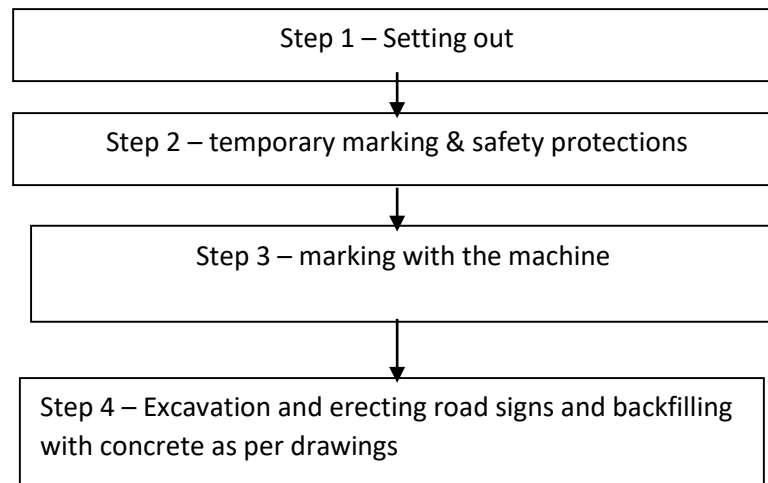 Step 1 – Setting out
Step 2 – temporary marking & safety protections
Step 3 – marking with the machine
Step 4 – Excavation and erecting road signs and backfilling
with concrete as per drawings